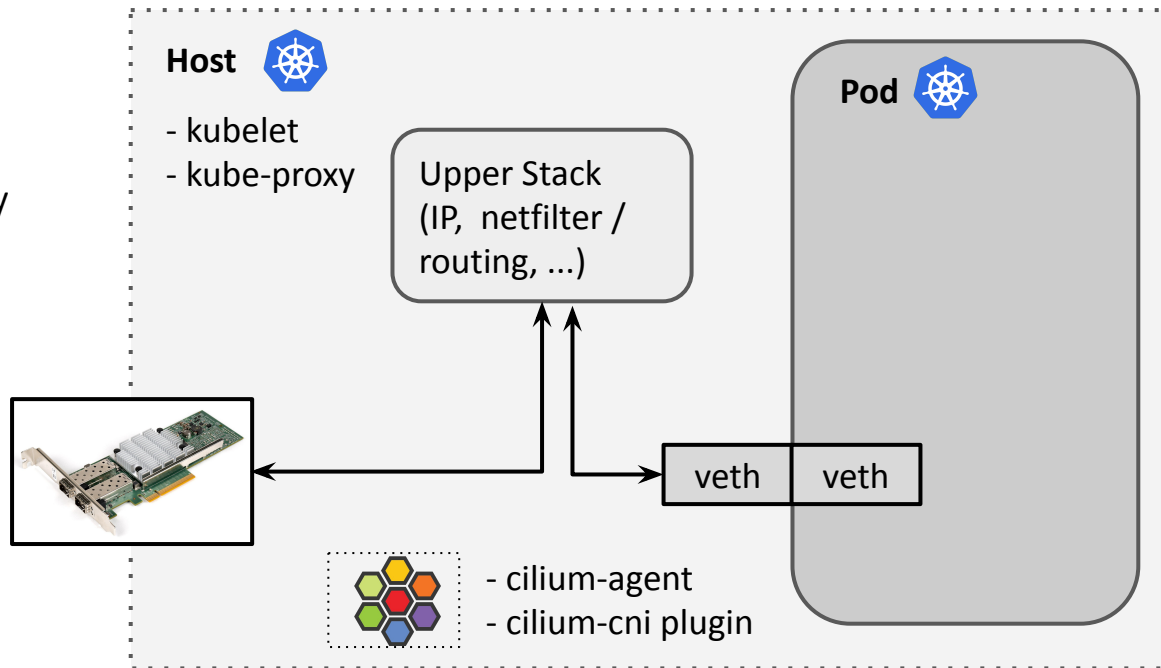 Host
- kubelet
- kube-proxy
/
Upper Stack
(IP, netfilter /
routing, ...)
Pod
veth
veth
- cilium-agent
- cilium-cni plugin